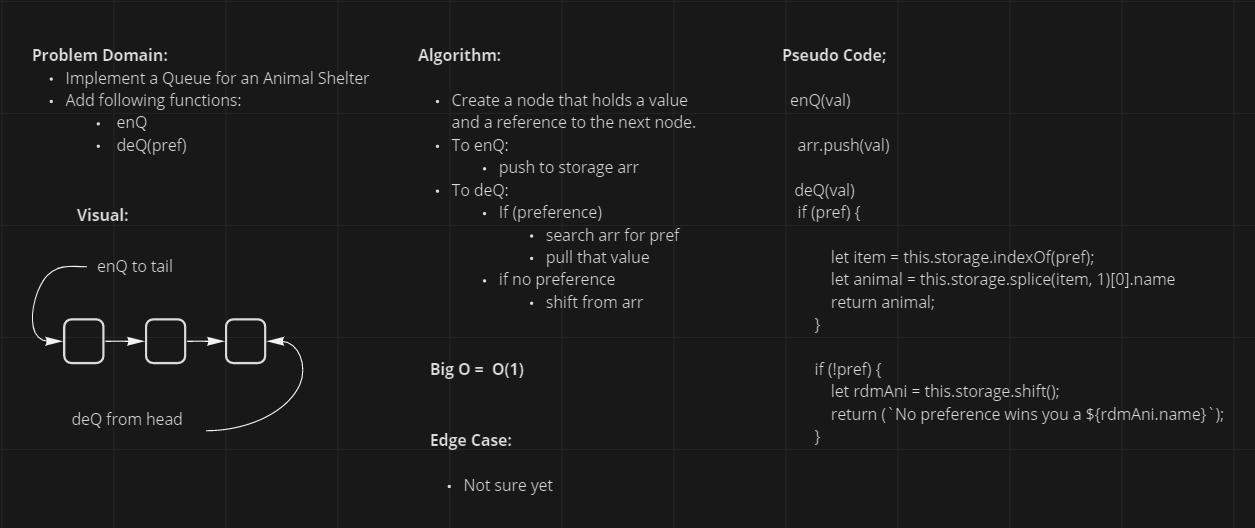 Problem Domain:
• Implement a Queue for an Animal Shelter
• Add following functions:
• enQ
• deQ(pref)
Visual:
enQ to tail
deQ from head
Algorithm:
• Create a node that holds a value
and a reference to the next node.
• To enQ:
• push to storage arr
• To deQ:
• If (preference)
• search arr for pref
• pull that value
• if no preference
• shift from arr
Big O = O(1)
Edge Case:
• Not sure yet
Pseudo Code;
enQ(val)
arr.push(val)
deQ(val)
if (pref) {
let item = this.storage.indexOf(pref);
let animal = this.storage.splice(item, 1)[0].name
return animal;
}
if (!pref) {
let rdmAni = this.storage.shift();
return (`No preference wins you a ${rdmAni.name}`);
}